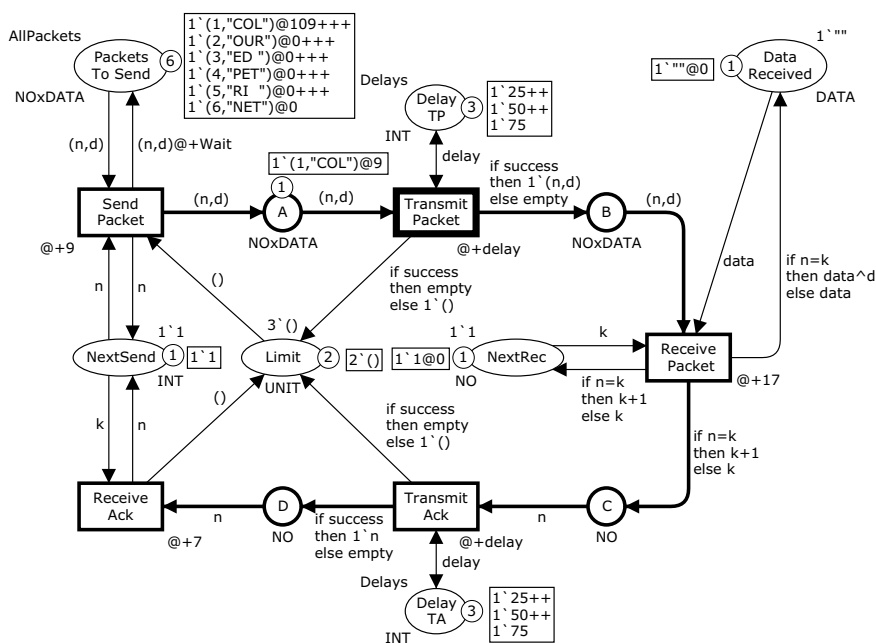 AllPackets
Packets
To Send
6
1`(1,"COL")@109+++
1`(2,"OUR")@0+++
1`(3,"ED ")@0+++
1`(4,"PET")@0+++
1`(5,"RI  ")@0+++
1`(6,"NET")@0
NOxDATA
1`""
1`""@0
1
Data
Received
DATA
Delays
Delay
TP
3
1`25++
1`50++
1`75
INT
(n,d)
(n,d)@+Wait
delay
1`(1,"COL")@9
1
if success
then 1`(n,d)
else empty
Send
Packet
@+9
(n,d)
A
NOxDATA
(n,d)
Transmit
Packet
@+delay
B
NOxDATA
(n,d)
data
if n=k
then data^d
else data
n
n
()
if success
then empty
else 1`()
1`1
NextSend
1
1`1
INT
3`()
Limit
2
2`()
UNIT
1`1
1`1@0
1
NextRec
NO
k
if n=k
then k+1
else k
Receive
Packet
@+17
k
n
()
if success
then empty
else 1`()
if n=k
then k+1
else k
Receive
Ack
@+7
n
D
NO
if success
then 1`n
else empty
Transmit
Ack
@+delay
n
C
NO
delay
Delays
Delay
TA
3
1`25++
1`50++
1`75
INT